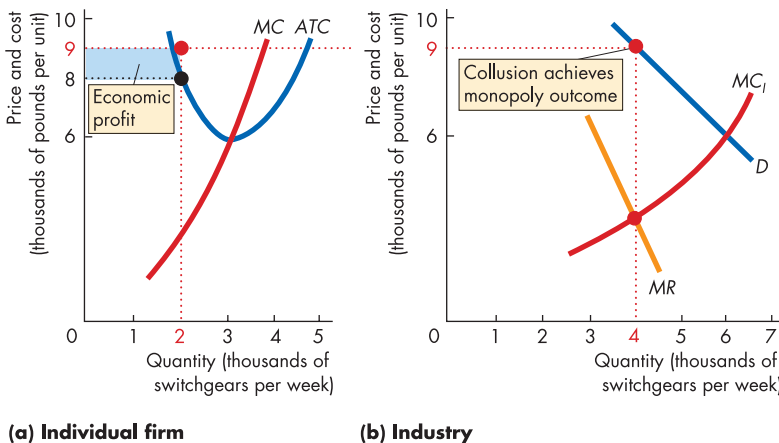 Price and cost
(thousands of pounds per unit)
10
9
8
6
0
1
2
3
4
5
MC
ATC
Economic
profit
Quantity (thousands of
switchgears per week)
(a) Individual firm
Price and cost
(thousands of pounds per unit)
10
9
6
0
1
2
3
4
5
6
7
Collusion achieves
monopoly outcome
MCI
D
MR
Quantity (thousands of
switchgears per week)
(b) Industry